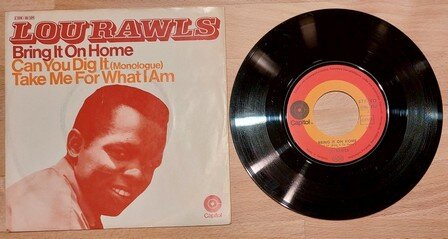 LOU RAWLS
Bring It On Home
Can You Dig It (Monologue)
Take Me For What I Am
Capitol
Capitol
STEREO
BRING IT ON HOME